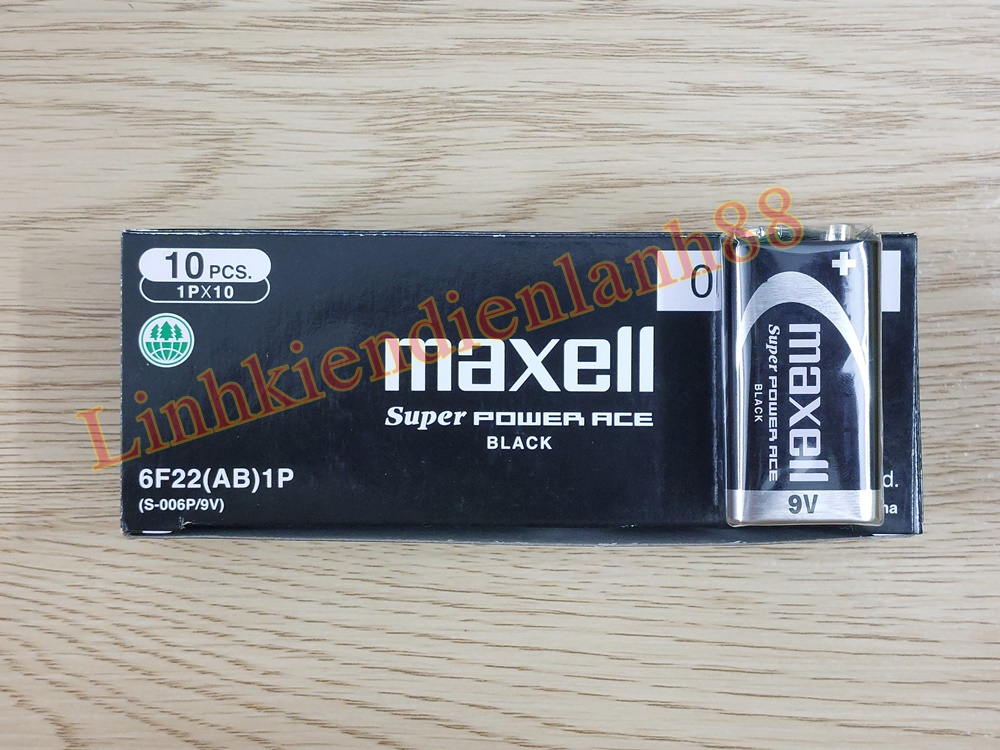 10 PCS.
1PX10
maxell
Super POWER ACE
BLACK
6F22(AB)1P
(S-006P/9V)
0
maxell
Super POWER ACE
BLACK
9V
Linhkiendienlanh88